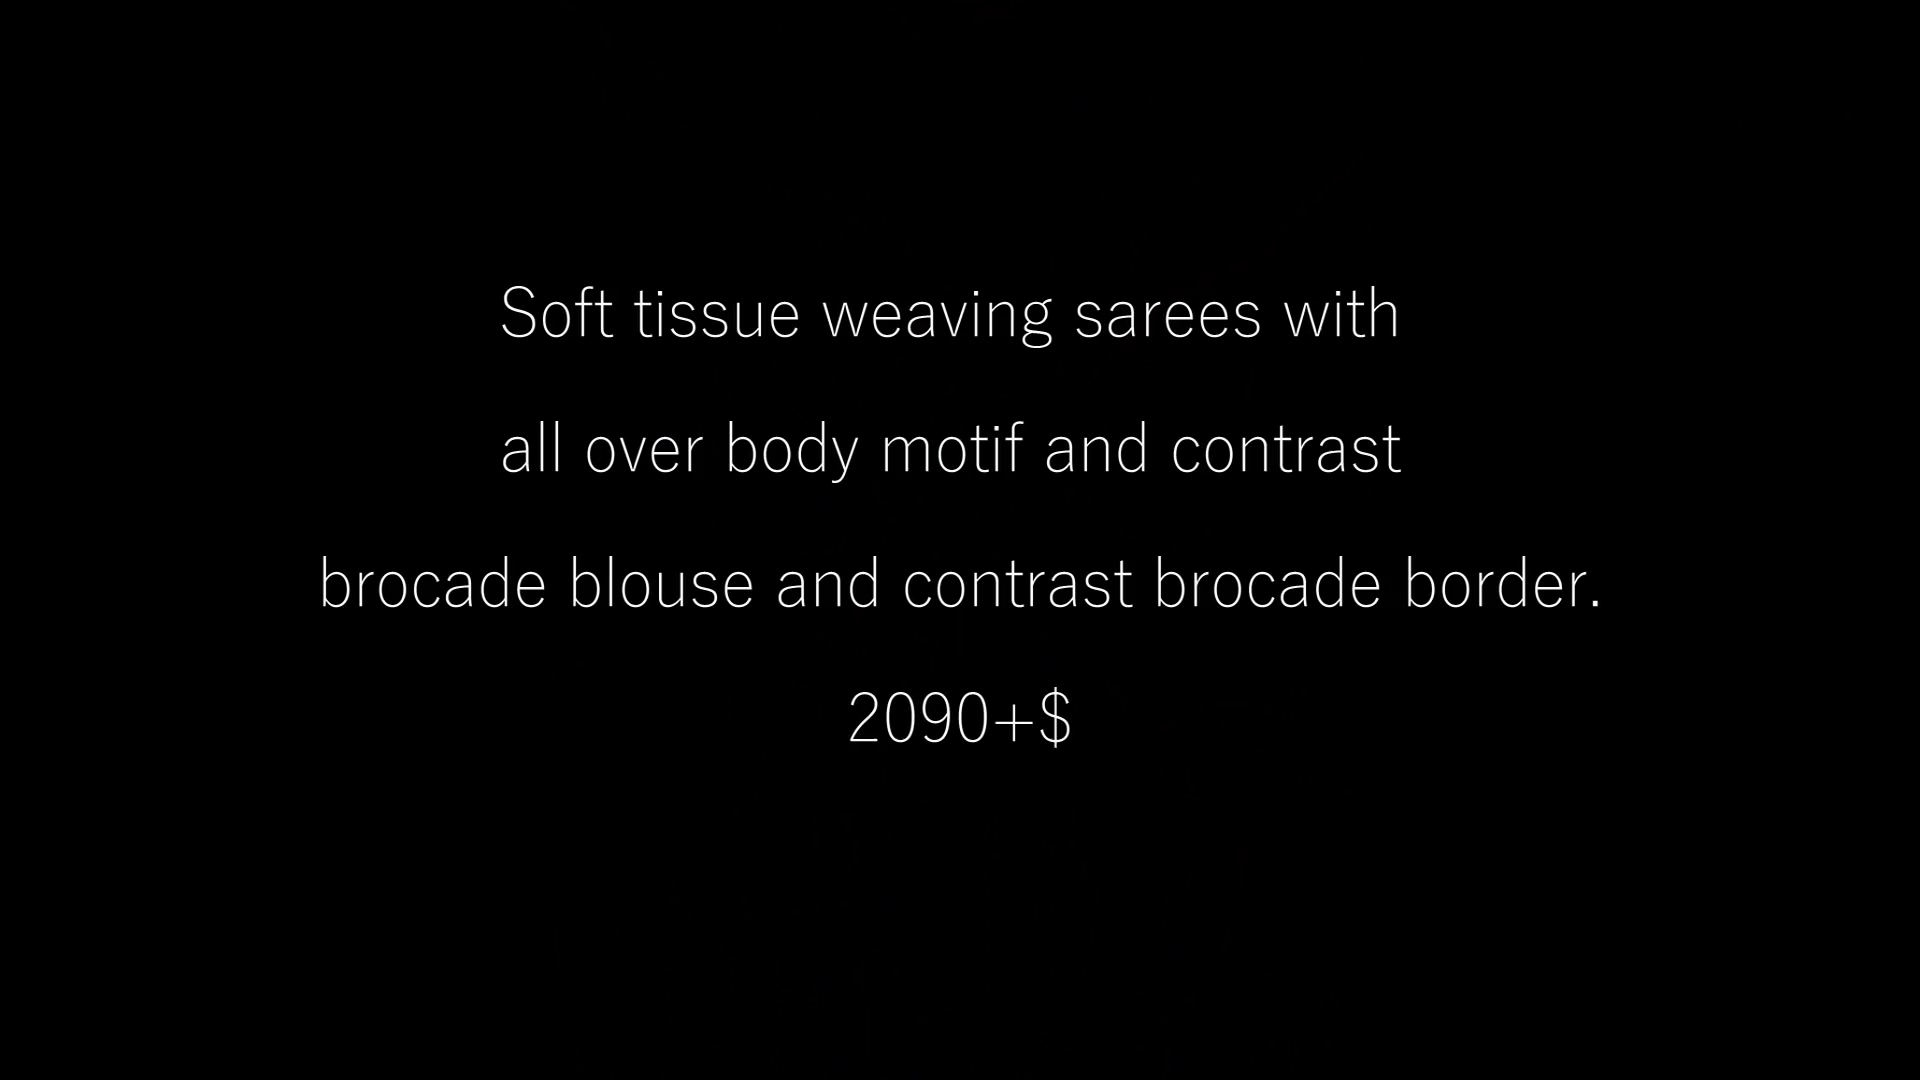 Soft tissue weaving sarees with
all over body motif and contrast
brocade blouse and contrast brocade border.
2090+$